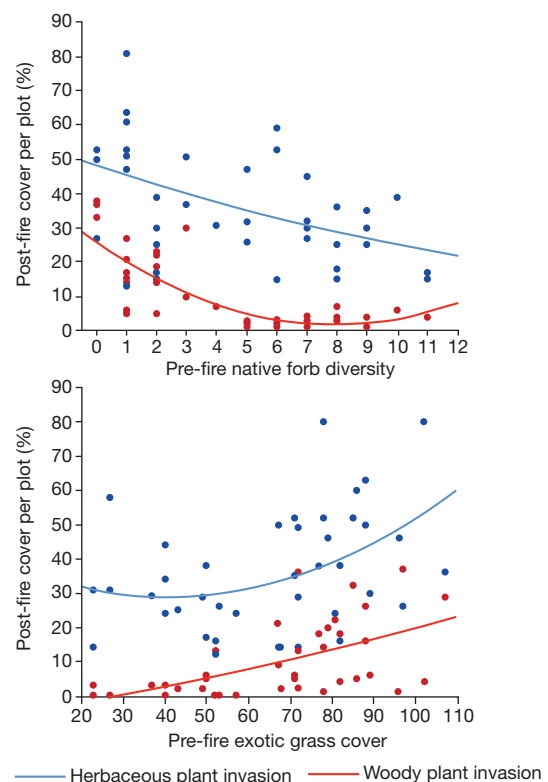 90
80
70
60
50
40
30
20
10
0
Post-fire cover per plot (%)
0 1 2 3 4 5 6 7 8 9 10 11 12
Pre-fire native forb diversity
90
80
70
60
50
40
30
20
10
0
Post-fire cover per plot (%)
20 30 40 50 60 70 80 90 100 110
Pre-fire exotic grass cover
Herbaceous plant invasion Woody plant invasion